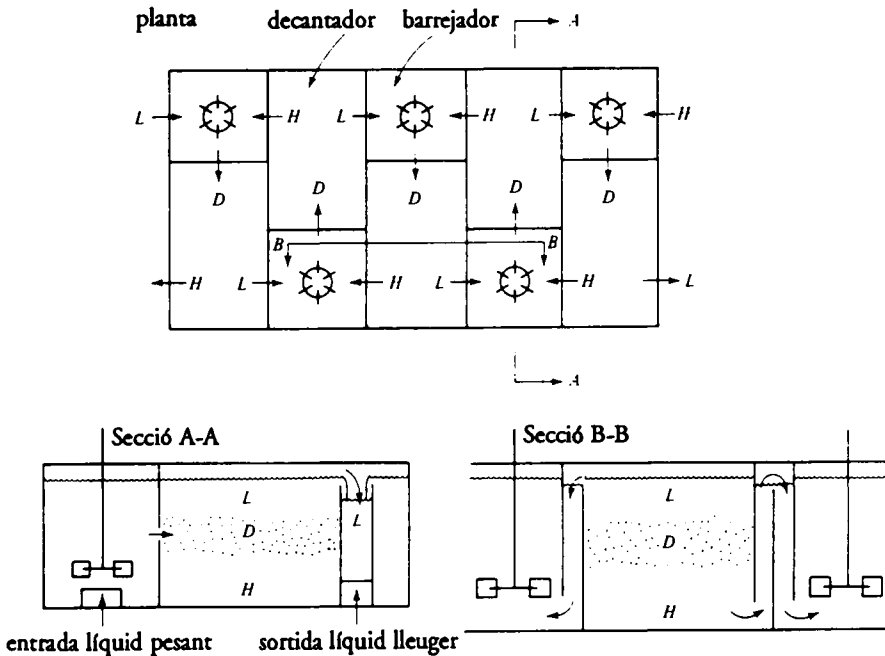 planta decantador barrejador A
L H L H L H
D D D
D D
B B
H L H L H L
A
Secció A-A
L
L
D
H
entrada líquid pesant sortida líquid lleuger
Secció B-B
L
D
H